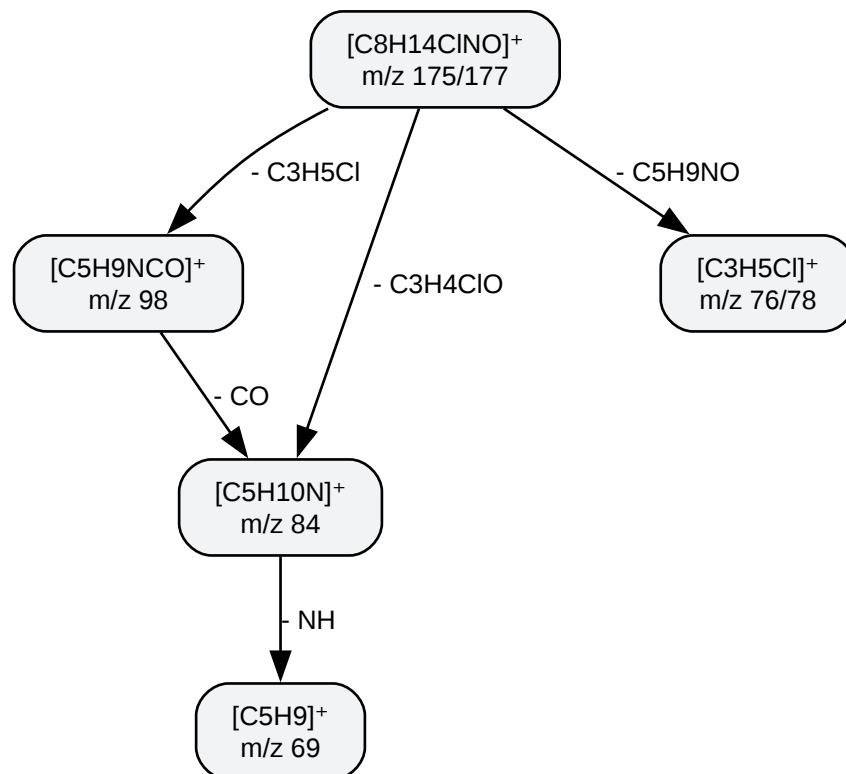 [C8H14ClNO]⁺
m/z 175/177
- C3H5Cl
- C5H9NO
[C5H9NCO]⁺
m/z 98
- C3H4ClO
[C3H5Cl]⁺
m/z 76/78
- CO
[C5H10N]⁺
m/z 84
- NH
[C5H9]⁺
m/z 69